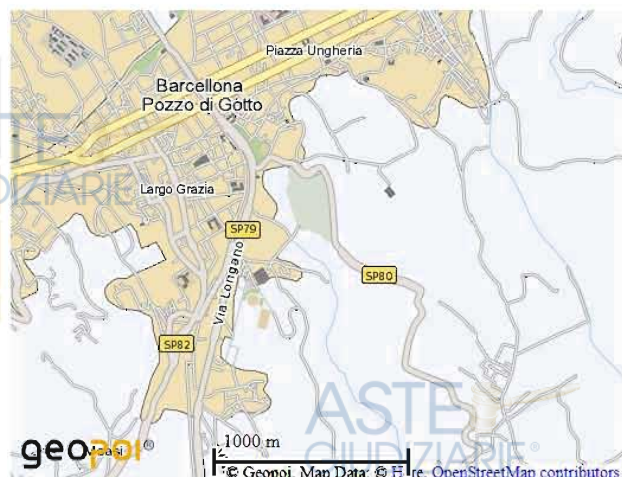 Piazza Ungheria
Barcellona
Pozzo di Gotto
ASTE
GIUDIZIARIE
Largo Grazia
SP79
Via Longano
SP80
SP82
ASTE
GIUDIZIARIE®
geopoi®
1000 m
© Geopoi, Map Data: © Here, OpenStreetMap contributors